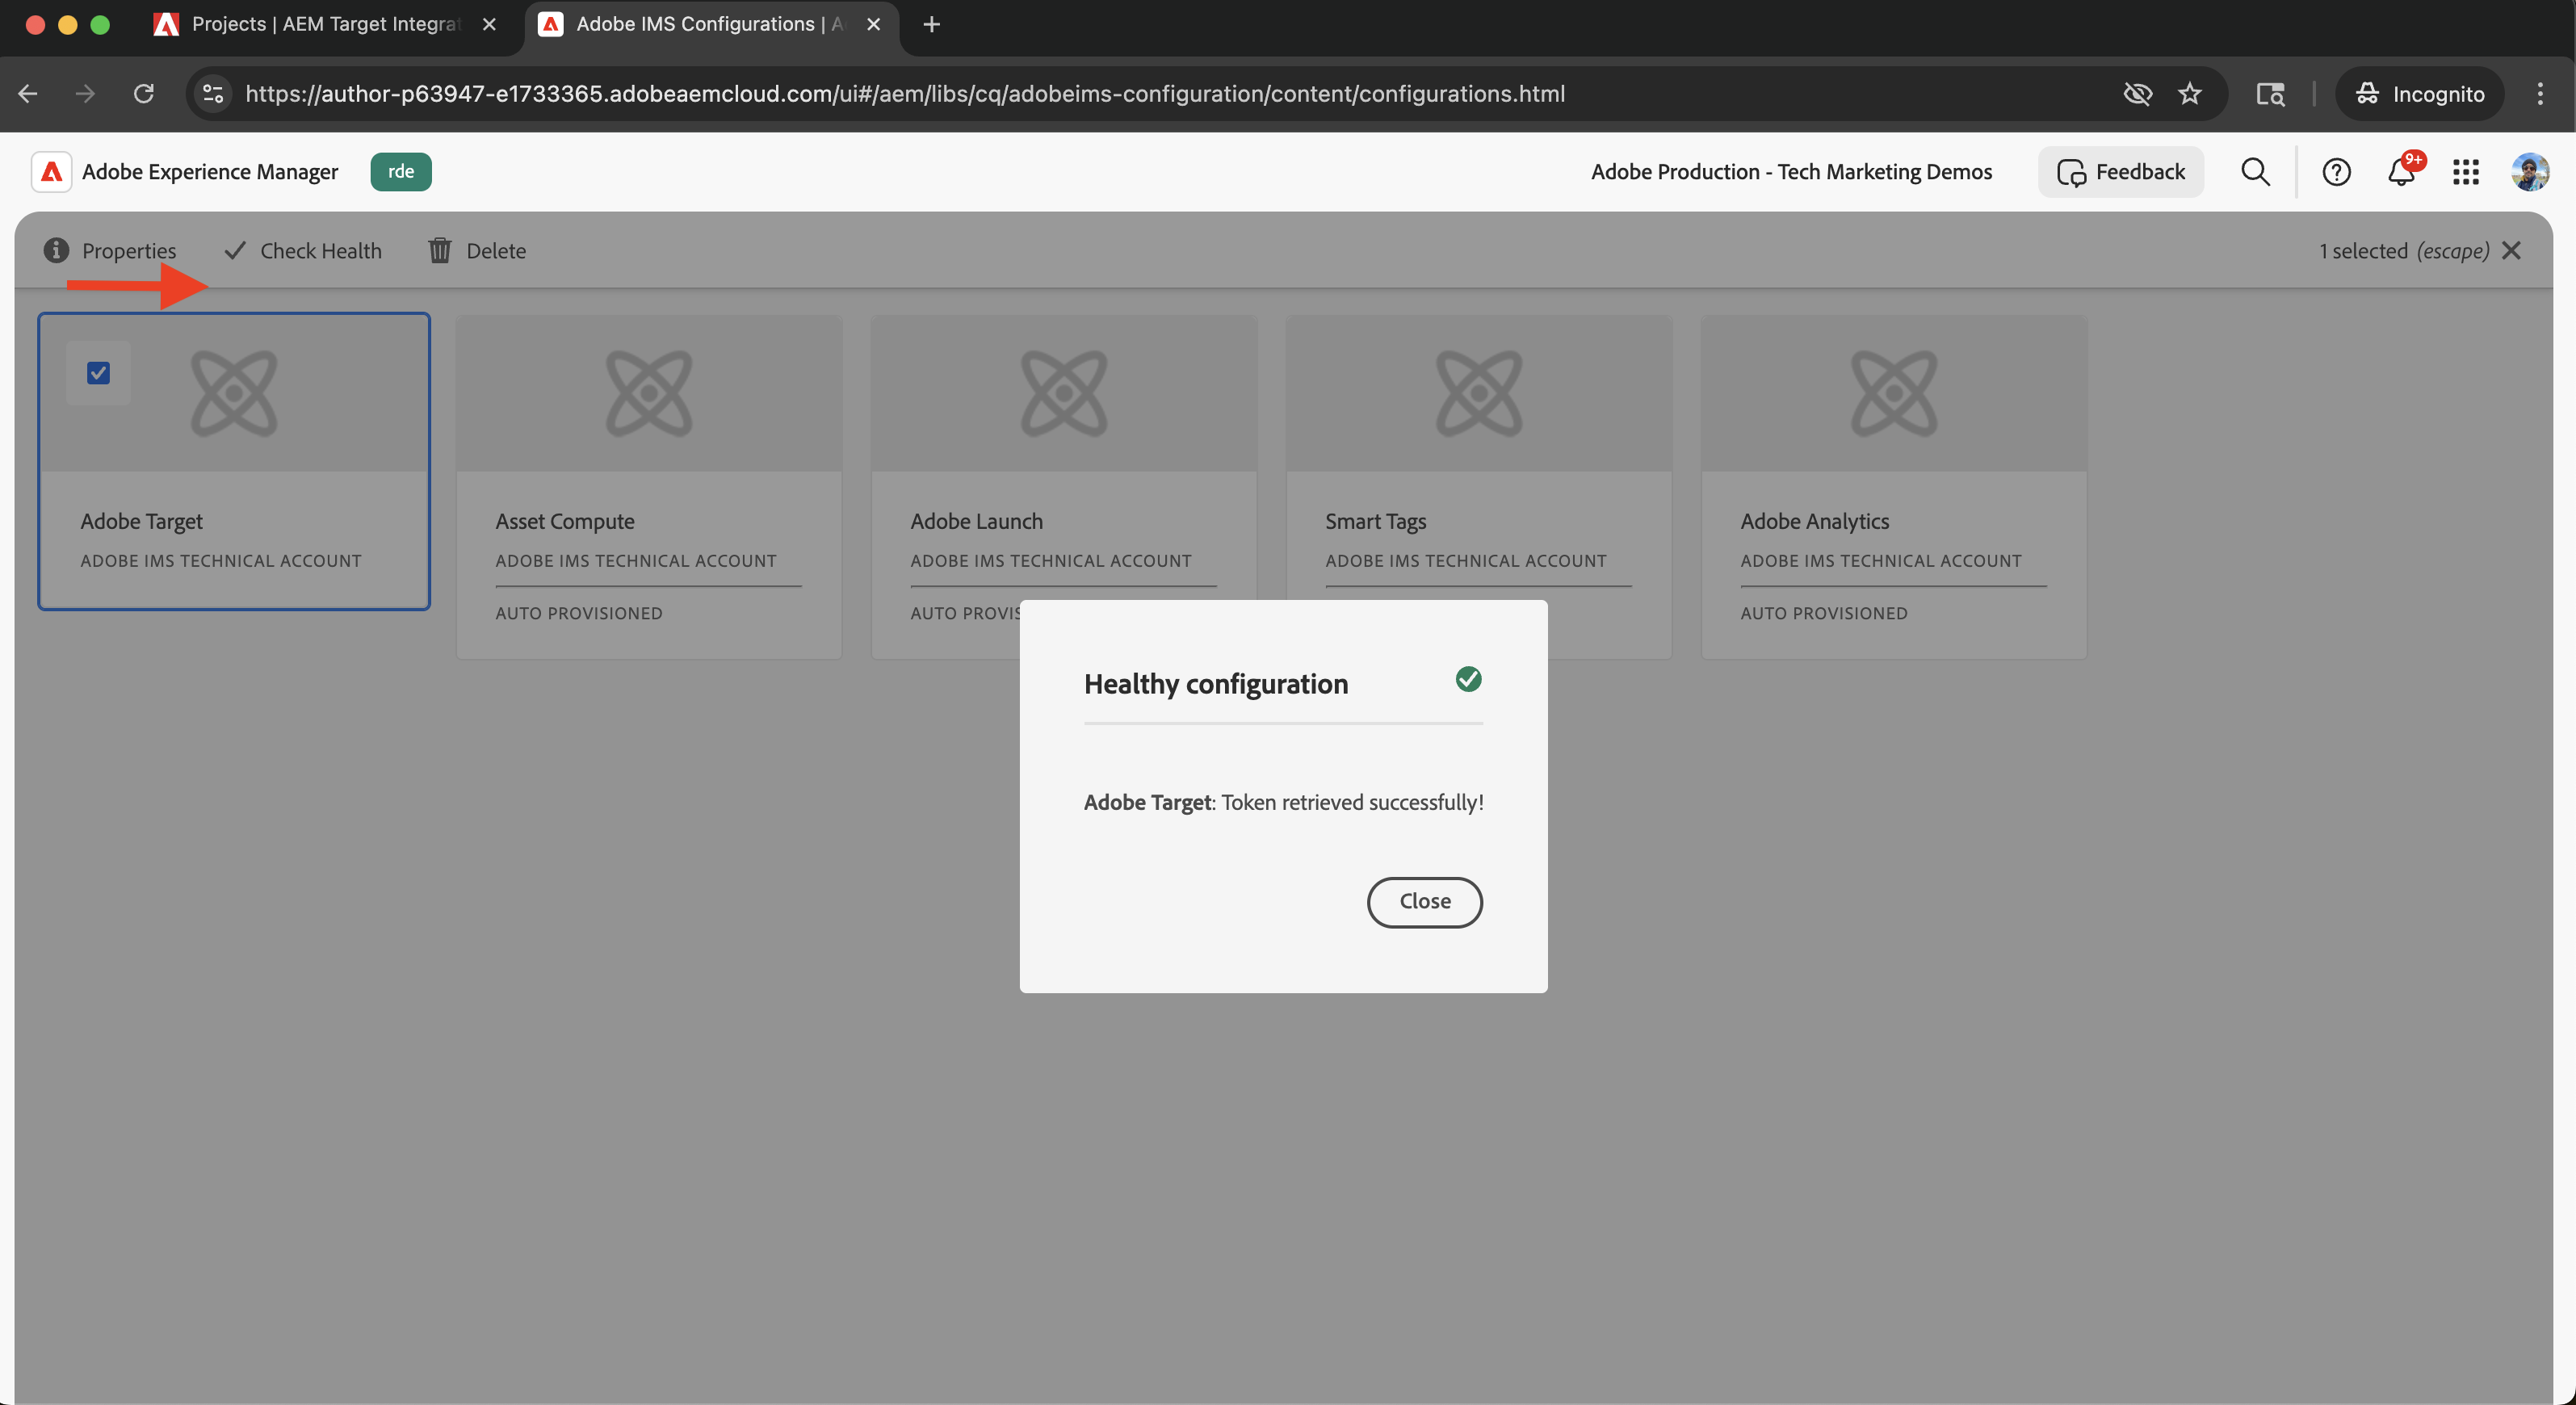 Projects | AEM Target Integrat
Adobe IMS Configurations | A
https://author-p63947-e1733365.adobeaemcloud.com/ui#/aem/libs/cq/adobeims-configuration/content/configurations.html
Incognito
Adobe Experience Manager
rde
Adobe Production - Tech Marketing Demos
Feedback
9+
Properties
Check Health
Delete
1 selected (escape)
Adobe Target
ADOBE IMS TECHNICAL ACCOUNT
Asset Compute
ADOBE IMS TECHNICAL ACCOUNT
AUTO PROVISIONED
Adobe Launch
ADOBE IMS TECHNICAL ACCOUNT
AUTO PROVIS
Smart Tags
ADOBE IMS TECHNICAL ACCOUNT
Adobe Analytics
ADOBE IMS TECHNICAL ACCOUNT
AUTO PROVISIONED
Healthy configuration
Adobe Target: Token retrieved successfully!
Close